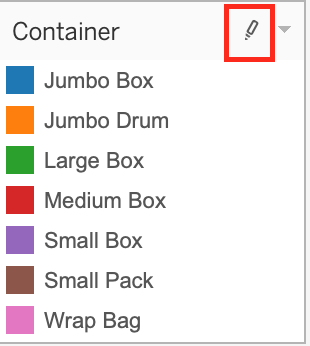 Container
Jumbo Box
Jumbo Drum
Large Box
Medium Box
Small Box
Small Pack
Wrap Bag